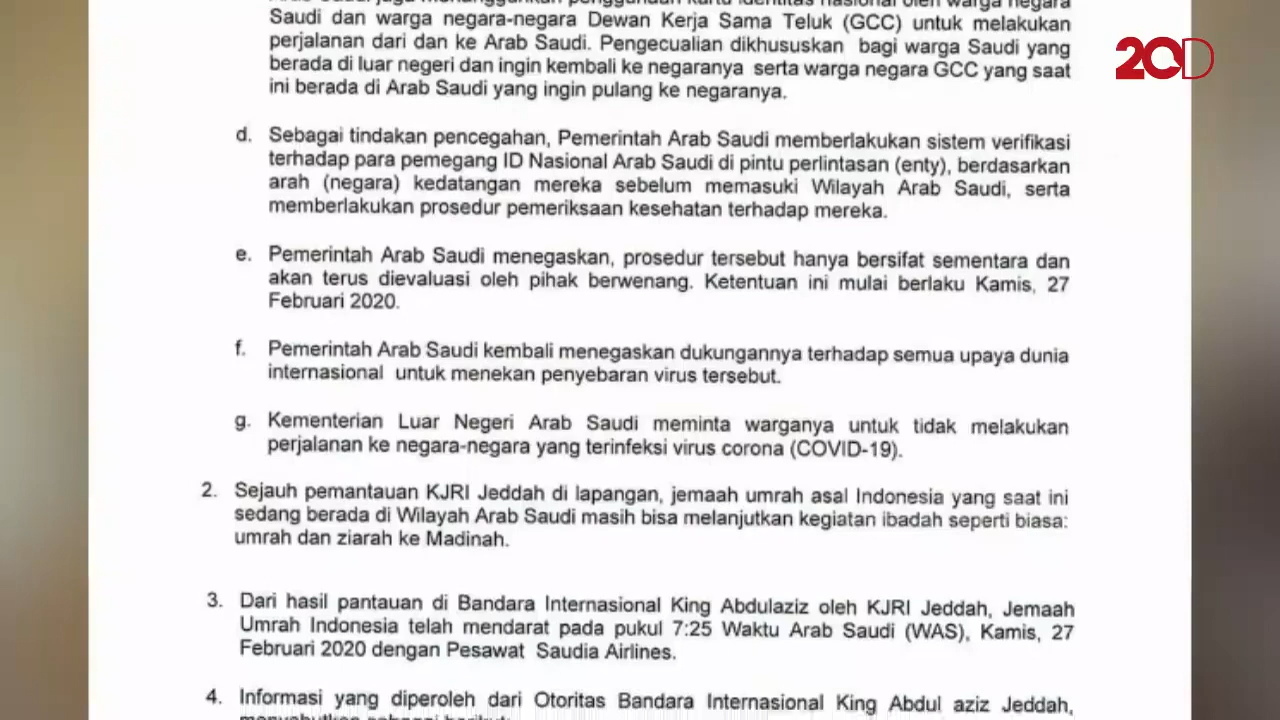 Saudi dan warga negara-negara Dewan Kerja Sama Teluk (GCC) untuk melakukan
perjalanan dari dan ke Arab Saudi. Pengecualian dikhususkan bagi warga Saudi yang
berada di luar negeri dan ingin kembali ke negaranya serta warga negara GCC yang saat
ini berada di Arab Saudi yang ingin pulang ke negaranya.
20D
d. Sebagai tindakan pencegahan, Pemerintah Arab Saudi memberlakukan sistem verifikasi
terhadap para pemegang ID Nasional Arab Saudi di pintu perlintasan (enty), berdasarkan
arah (negara) kedatangan mereka sebelum memasuki Wilayah Arab Saudi, serta
memberlakukan prosedur pemeriksaan kesehatan terhadap mereka.
e. Pemerintah Arab Saudi menegaskan, prosedur tersebut hanya bersifat sementara dan
akan terus dievaluasi oleh pihak berwenang. Ketentuan ini mulai berlaku Kamis, 27
Februari 2020.
f. Pemerintah Arab Saudi kembali menegaskan dukungannya terhadap semua upaya dunia
internasional untuk menekan penyebaran virus tersebut.
g. Kementerian Luar Negeri Arab Saudi meminta warganya untuk tidak melakukan
perjalanan ke negara-negara yang terinfeksi virus corona (COVID-19).
2. Sejauh pemantauan KJRI Jeddah di lapangan, jemaah umrah asal Indonesia yang saat ini
sedang berada di Wilayah Arab Saudi masih bisa melanjutkan kegiatan ibadah seperti biasa:
umrah dan ziarah ke Madinah.
3. Dari hasil pantauan di Bandara Internasional King Abdulaziz oleh KJRI Jeddah, Jemaah
Umrah Indonesia telah mendarat pada pukul 7:25 Waktu Arab Saudi (WAS), Kamis, 27
Februari 2020 dengan Pesawat Saudia Airlines.
4. Informasi yang diperoleh dari Otoritas Bandara Internasional King Abdul aziz Jeddah,